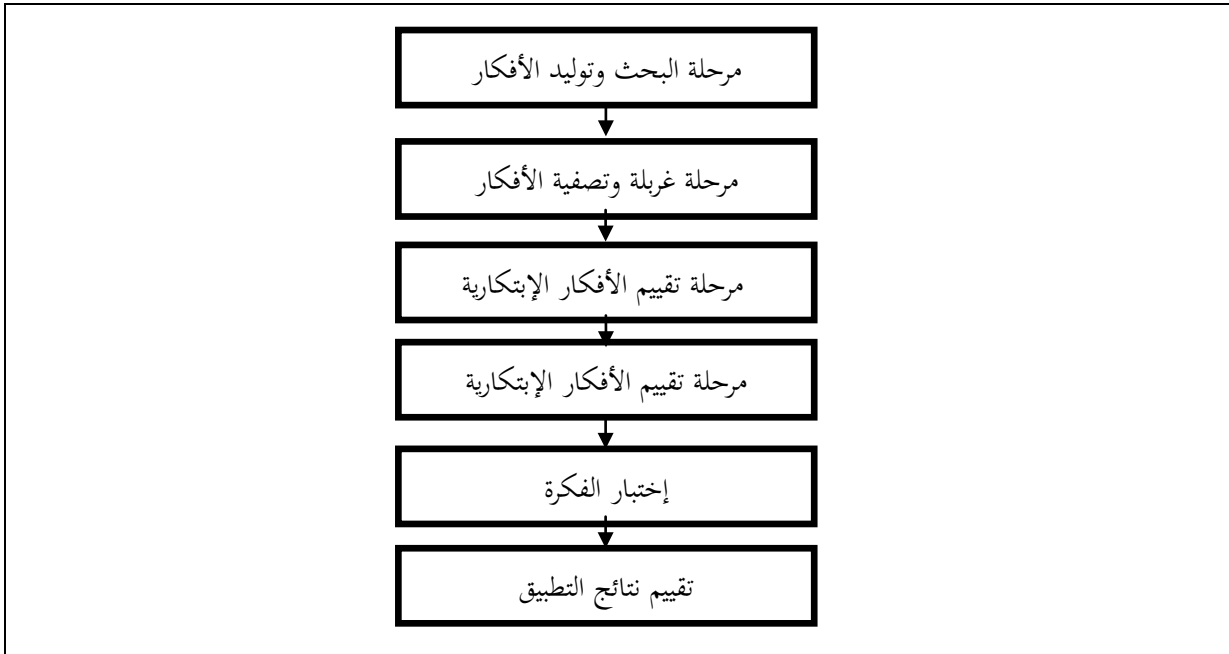 مرحلة البحث وتوليد الأفكار
مرحلة غربلة وتصفية الأفكار
مرحلة تقييم الأفكار الإبتكارية
مرحلة تقييم الأفكار الإبتكارية
إختبار الفكرة
تقييم نتائج التطبيق